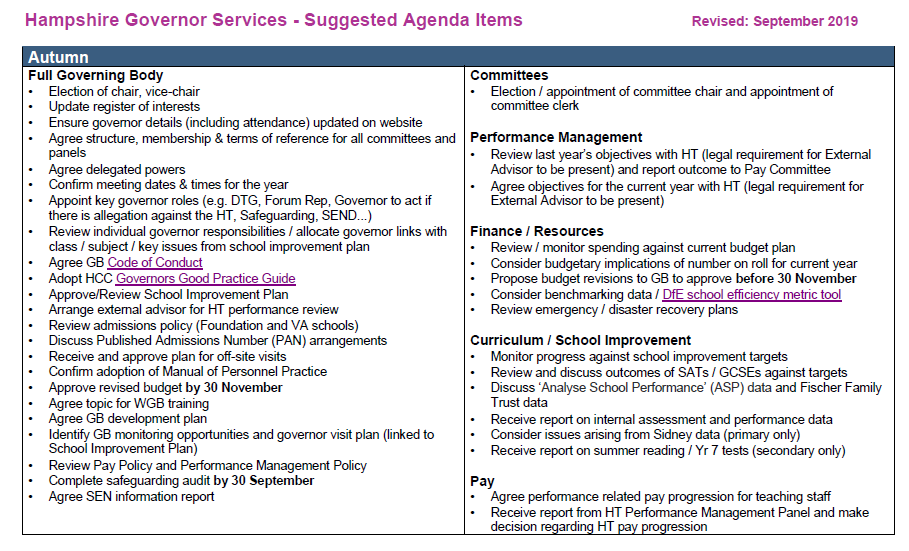 Hampshire Governor Services - Suggested Agenda Items
Revised: September 2019
Autumn
Full Governing Body
• Election of chair, vice-chair
• Update register of interests
• Ensure governor details (including attendance) updated on website
• Agree structure, membership & terms of reference for all committees and
panels
• Agree delegated powers
• Confirm meeting dates & times for the year
• Appoint key governor roles (e.g. DTG, Forum Rep, Governor to act if
there is allegation against the HT, Safeguarding, SEND...)
• Review individual governor responsibilities / allocate governor links with
class / subject / key issues from school improvement plan
• Agree GB Code of Conduct
• Adopt HCC Governors Good Practice Guide
• Approve/Review School Improvement Plan
• Arrange external advisor for HT performance review
• Review admissions policy (Foundation and VA schools)
• Discuss Published Admissions Number (PAN) arrangements
• Receive and approve plan for off-site visits
• Confirm adoption of Manual of Personnel Practice
• Approve revised budget by 30 November
• Agree topic for WGB training
• Agree GB development plan
• Identify GB monitoring opportunities and governor visit plan (linked to
School Improvement Plan)
• Review Pay Policy and Performance Management Policy
• Complete safeguarding audit by 30 September
• Agree SEN information report
Committees
• Election / appointment of committee chair and appointment of
committee clerk
Performance Management
• Review last year's objectives with HT (legal requirement for External
Advisor to be present) and report outcome to Pay Committee
• Agree objectives for the current year with HT (legal requirement for
External Advisor to be present)
Finance / Resources
• Review / monitor spending against current budget plan
• Consider budgetary implications of number on roll for current year
• Propose budget revisions to GB to approve before 30 November
• Consider benchmarking data / DfE school efficiency metric tool
• Review emergency / disaster recovery plans
Curriculum / School Improvement
• Monitor progress against school improvement targets
• Review and discuss outcomes of SATs / GCSEs against targets
• Discuss 'Analyse School Performance' (ASP) data and Fischer Family
Trust data
• Receive report on internal assessment and performance data
• Consider issues arising from Sidney data (primary only)
• Receive report on summer reading / Yr 7 tests (secondary only)
Pay
• Agree performance related pay progression for teaching staff
• Receive report from HT Performance Management Panel and make
decision regarding HT pay progression